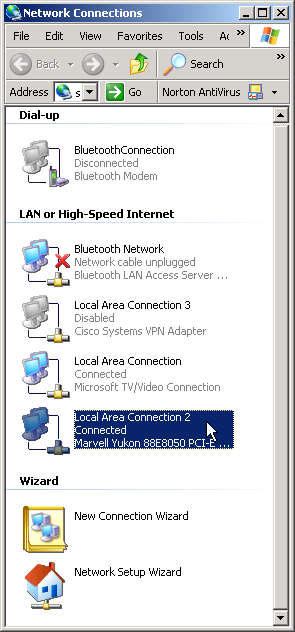 Network Connections
File Edit View Favorites Tools Ac »
Back Search »
Address s Go Norton AntiVirus »
Dial-up
BluetoothConnection
Disconnected
Bluetooth Modem
LAN or High-Speed Internet
Bluetooth Network
Network cable unplugged
Bluetooth LAN Access Server ...
Local Area Connection 3
Disabled
Cisco Systems VPN Adapter
Local Area Connection
Connected
Microsoft TV/Video Connection
Local Area Connection 2
Connected
Marvell Yukon 88E8050 PCI-E ...
Wizard
New Connection Wizard
Network Setup Wizard